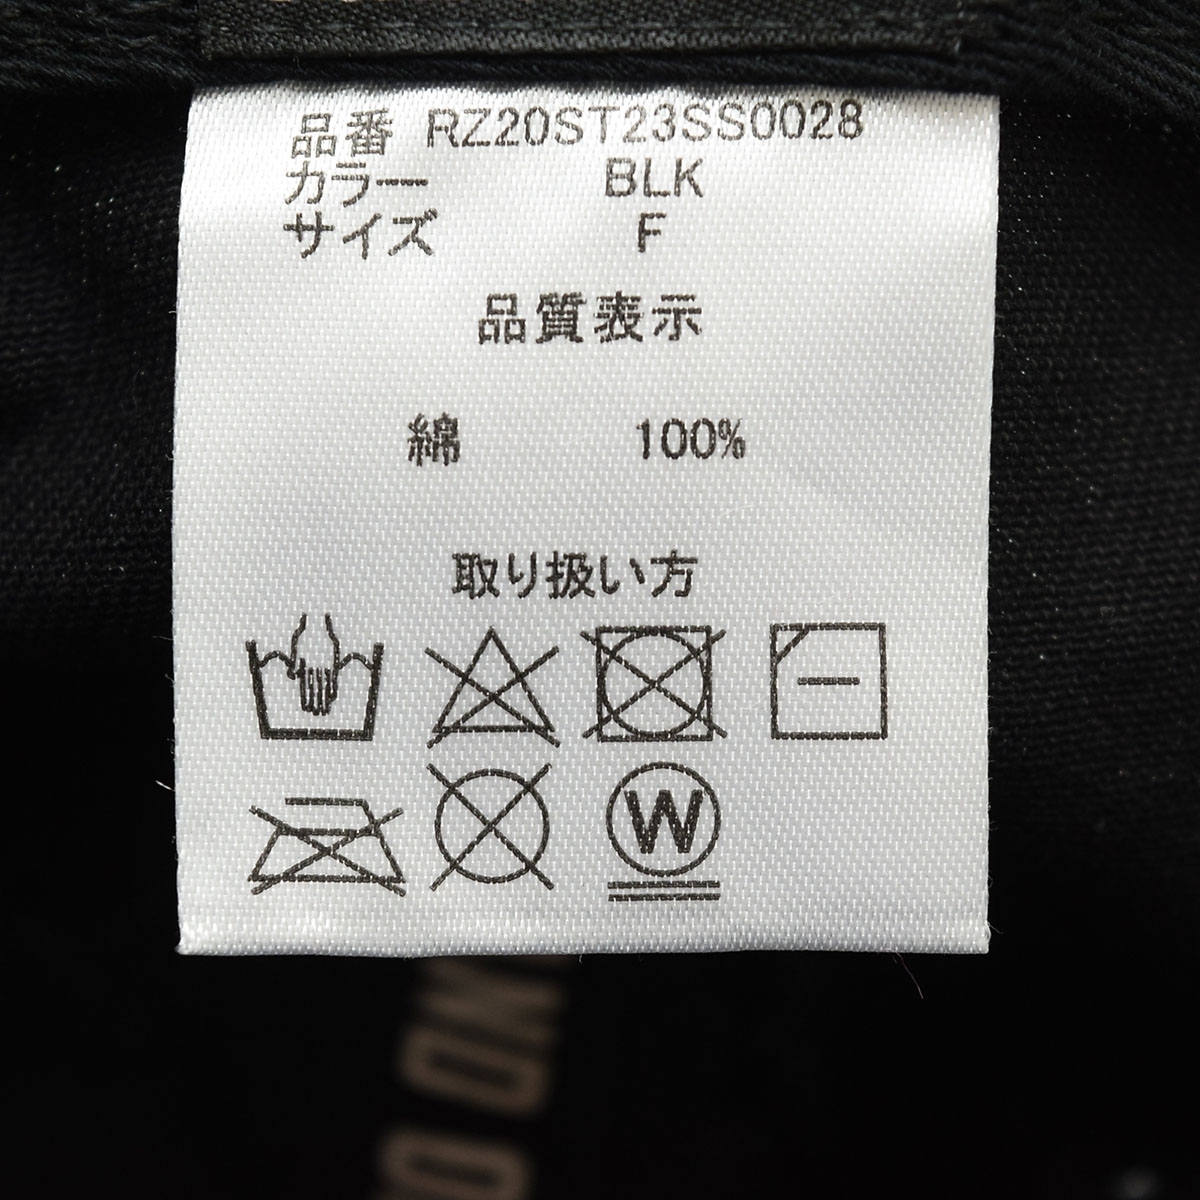 品番 RZ20ST23SS0028
カラー BLK
サイズ F
品質表示
綿 100%
取り扱い方
W